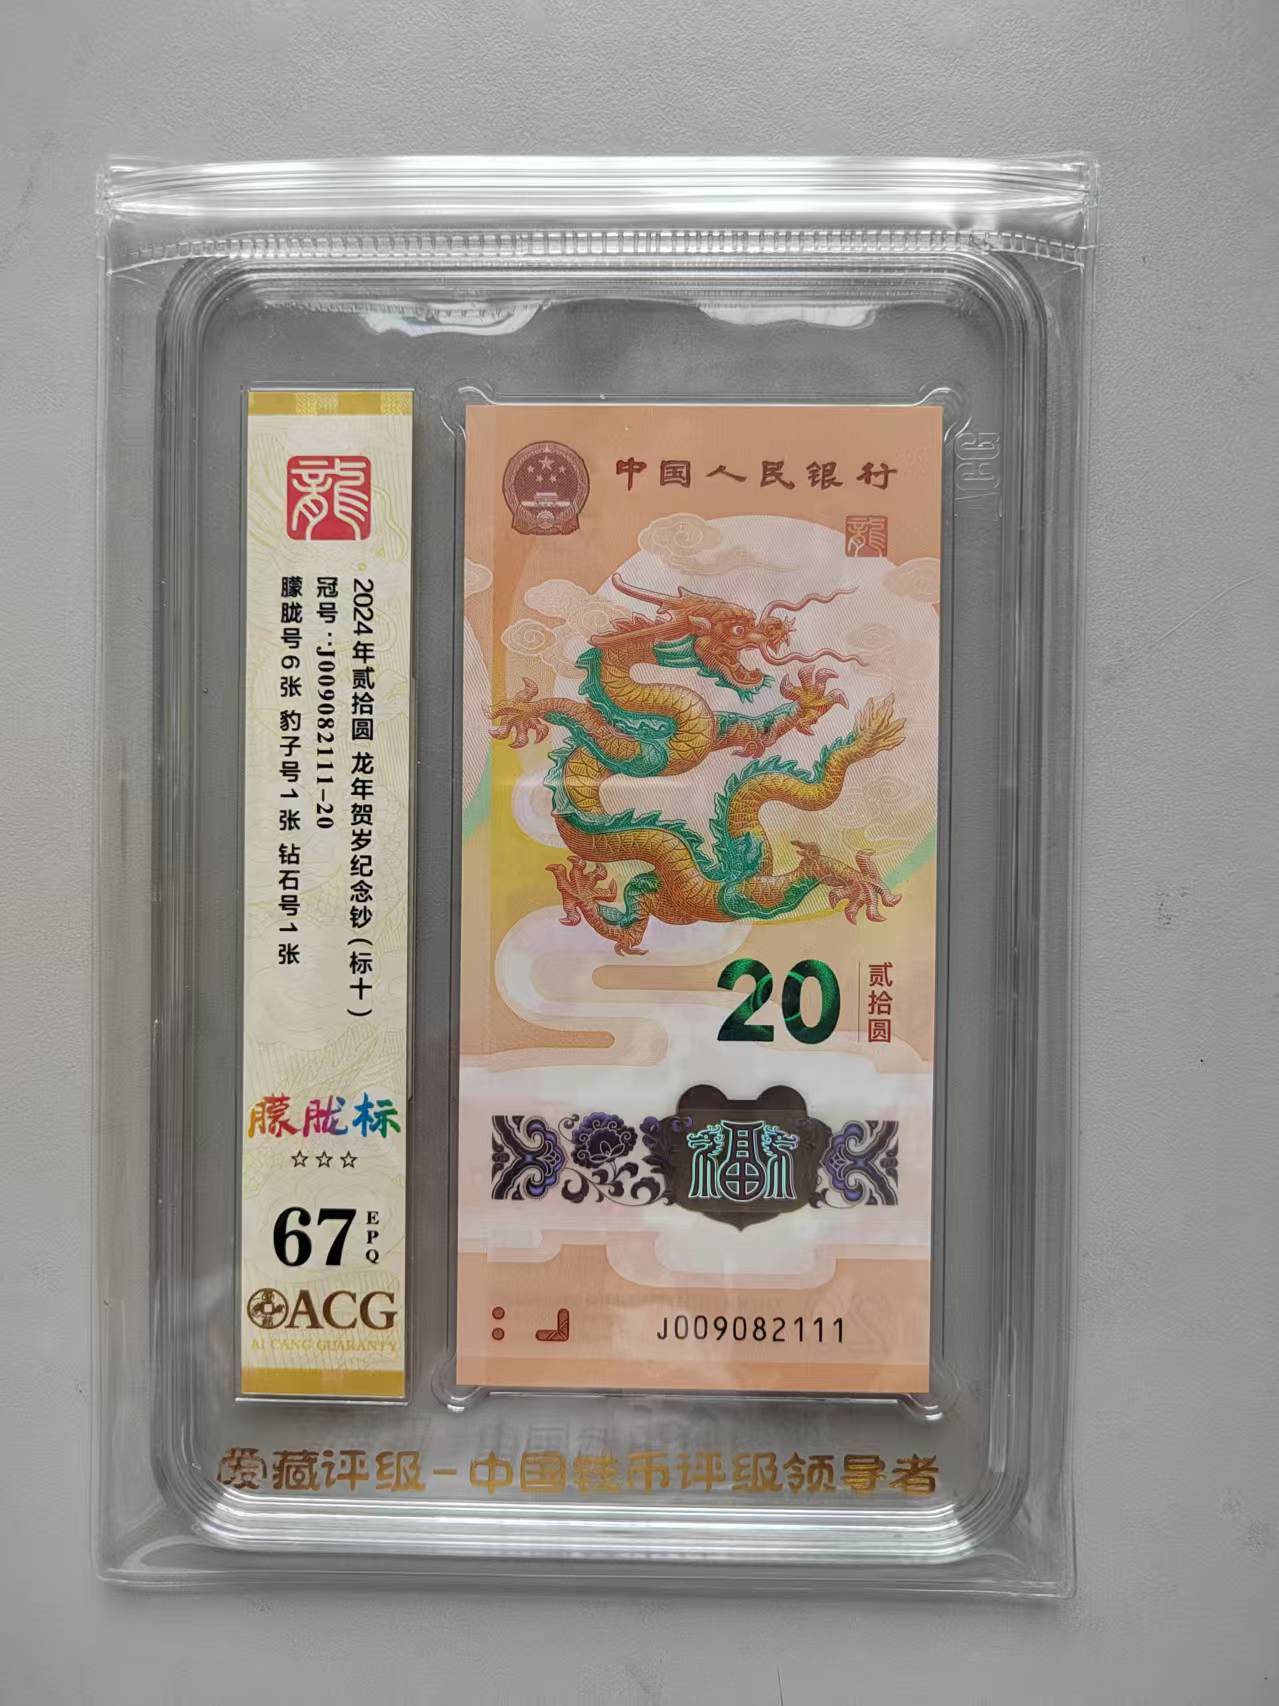 龍
2024年贰拾圆 龙年贺岁纪念钞(标十)
冠号:J009082111-20
朦胧号6张 豹子号1张 钻石号1张
朦胧标
☆☆☆
67 EPQ
ACG
AI CANG GUARANTY
中国人民银行
龍
20 贰拾圆
福
J009082111
ACG
爱藏评级-中国钱币评级领导者